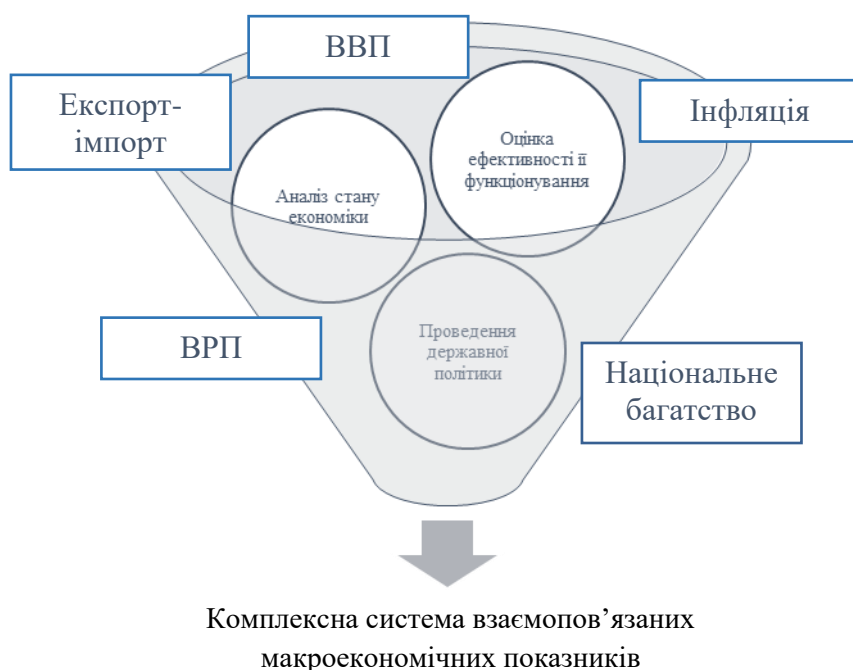 ВВП
Експорт-
імпорт
Інфляція
Оцінка
ефективності її
функціонування
Аналіз стану
економіки
ВРП
Проведення
державної
політики
Національне
багатство
Комплексна система взаємопов’язаних
макроекономічних показників